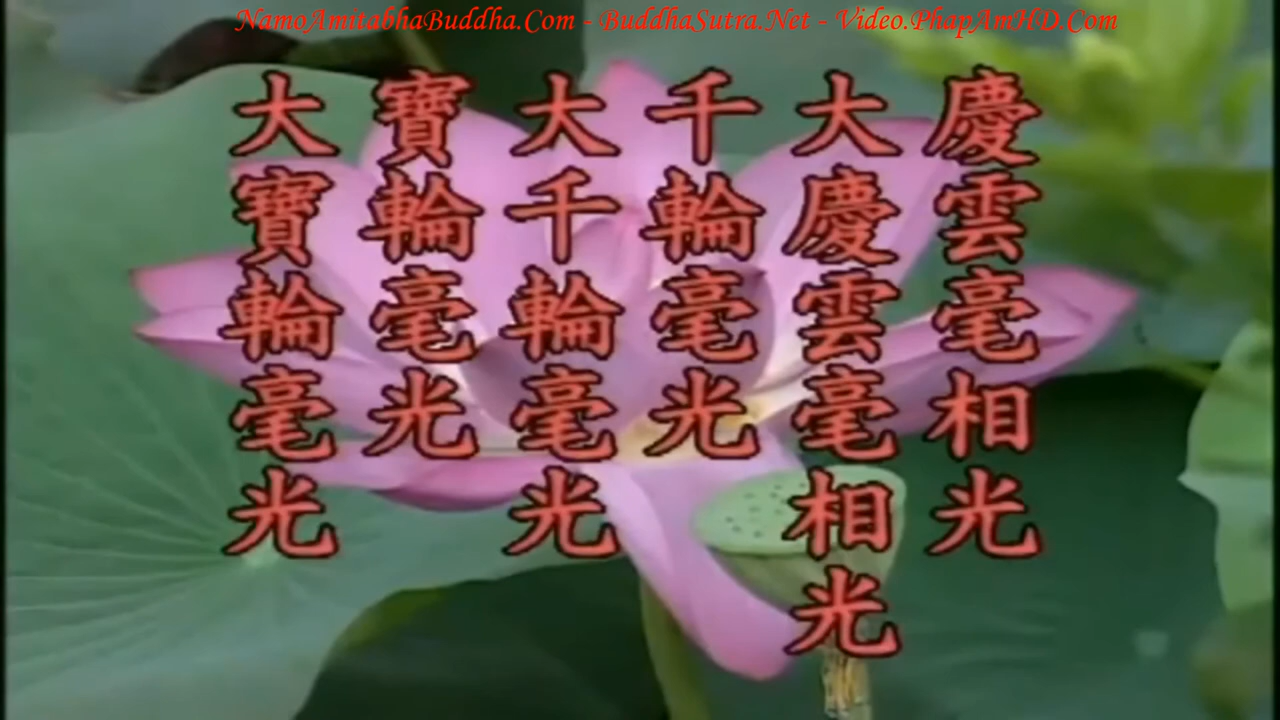 NamoAmitabhaBuddha.Com - BuddhaSutra.Net - Video.PhapAmHD.Com
慶雲毫相光
大慶雲毫相光
千輪毫光
大千輪毫光
寶輪毫光
大寶輪毫光